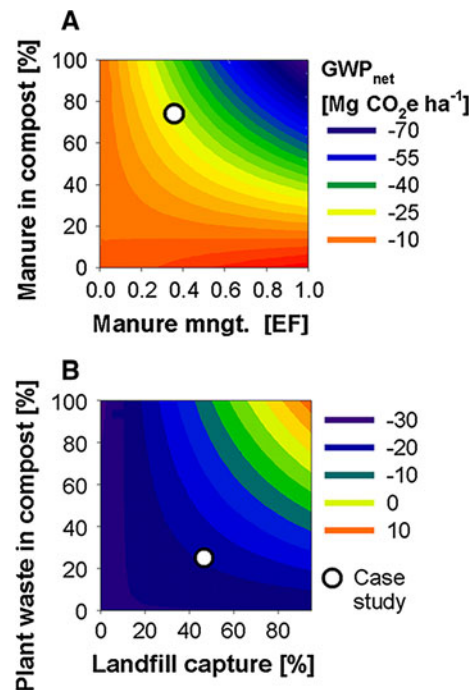 A
Manure in compost [%]
100
80
60
40
20
0
0.0 0.2 0.4 0.6 0.8 1.0
Manure mngt. [EF]
GWPnet
[Mg CO2e ha⁻¹]
-70
-55
-40
-25
-10
B
Plant waste in compost [%]
100
80
60
40
20
0
0 20 40 60 80
Landfill capture [%]
-30
-20
-10
0
10
Case
study